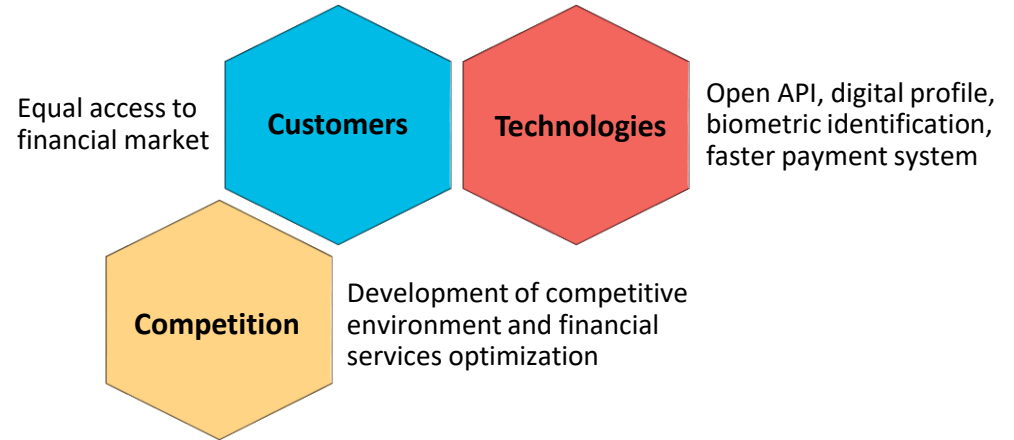 Equal access to
financial market
Customers
Technologies
Open API, digital profile,
biometric identification,
faster payment system
Competition
Development of competitive
environment and financial
services optimization